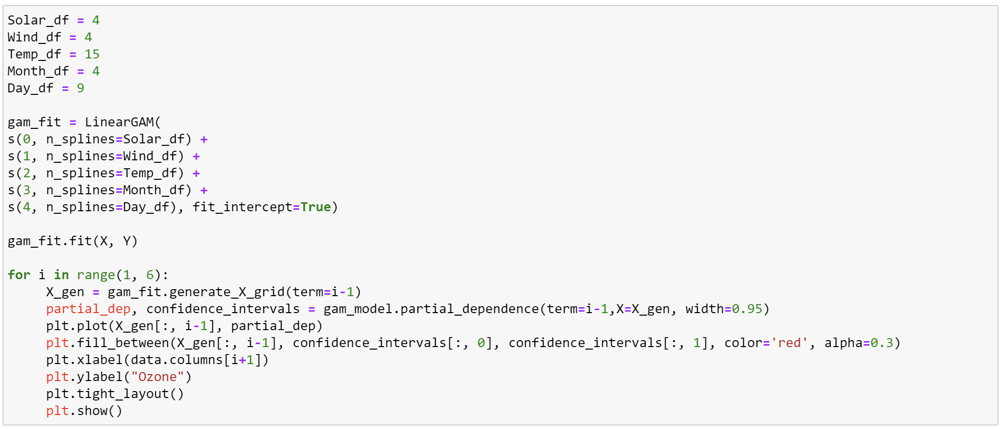 Solar_df = 4
Wind_df = 4
Temp_df = 15
Month_df = 4
Day_df = 9

gam_fit = LinearGAM(
s(0, n_splines=Solar_df) +
s(1, n_splines=Wind_df) +
s(2, n_splines=Temp_df) +
s(3, n_splines=Month_df) +
s(4, n_splines=Day_df), fit_intercept=True)

gam_fit.fit(X, Y)

for i in range(1, 6):
     X_gen = gam_fit.generate_X_grid(term=i-1)
     partial_dep, confidence_intervals = gam_model.partial_dependence(term=i-1,X=X_gen, width=0.95)
     plt.plot(X_gen[:, i-1], partial_dep)
     plt.fill_between(X_gen[:, i-1], confidence_intervals[:, 0], confidence_intervals[:, 1], color='red', alpha=0.3)
     plt.xlabel(data.columns[i+1])
     plt.ylabel("Ozone")
     plt.tight_layout()
     plt.show()